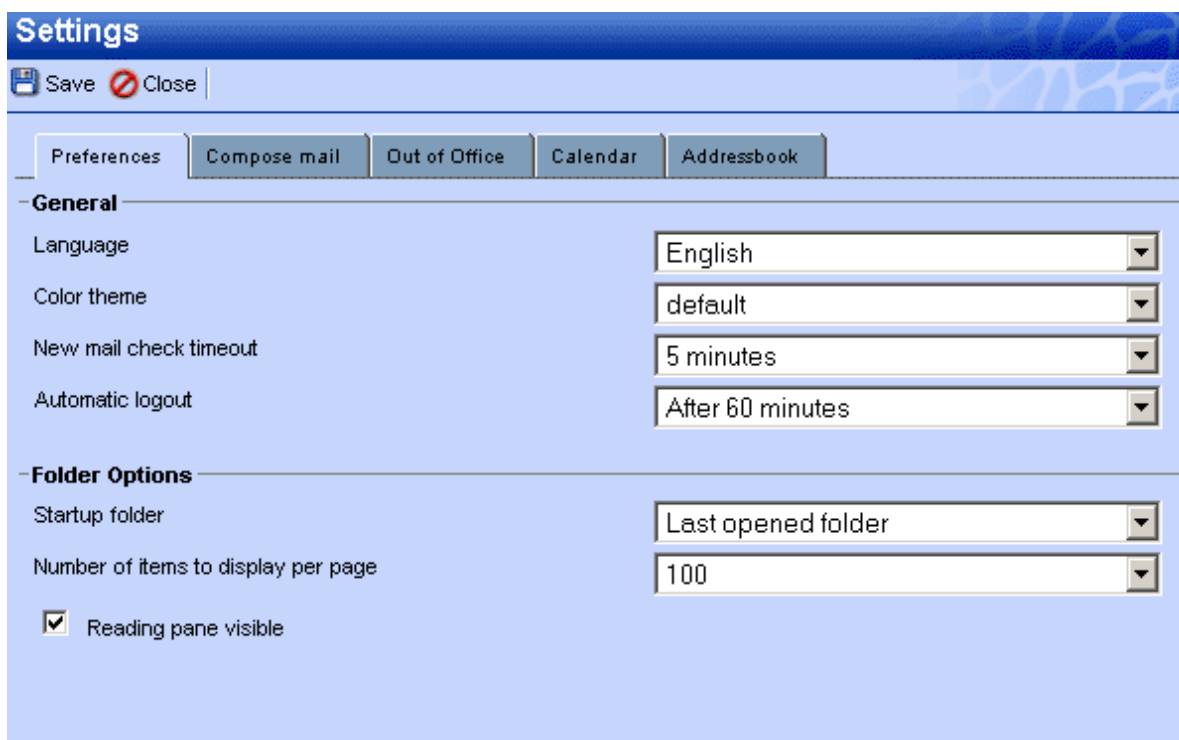 Settings
Save Close
Preferences Compose mail Out of Office Calendar Addressbook
General
Language English
Color theme default
New mail check timeout 5 minutes
Automatic logout After 60 minutes
Folder Options
Startup folder Last opened folder
Number of items to display per page 100
Reading pane visible